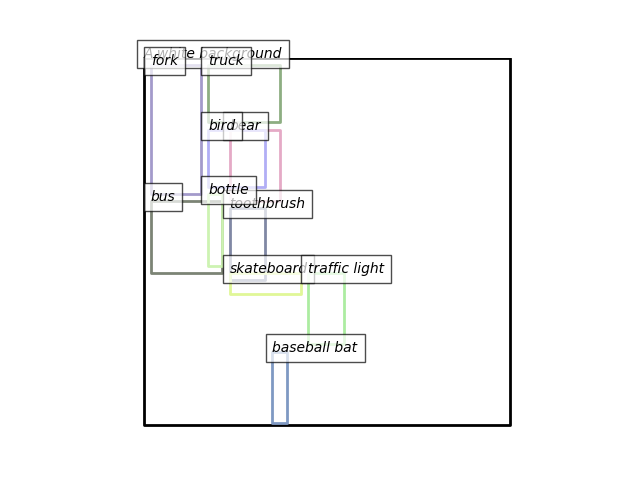 A white background
fork
truck
bird
bear
bus
bottle
toothbrush
skateboard
traffic light
baseball bat